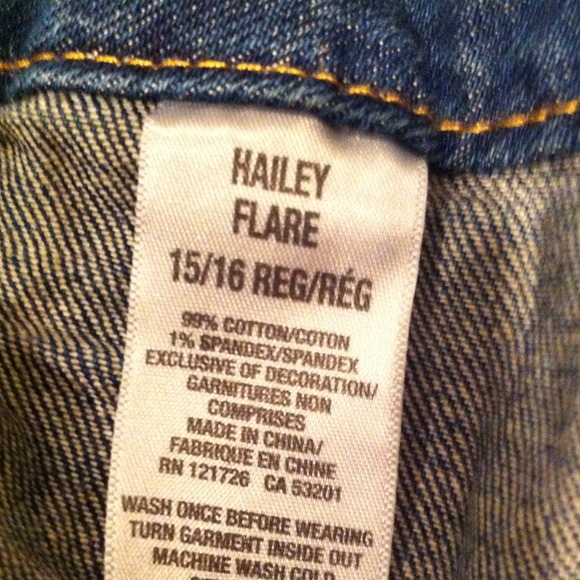 HAILEY
FLARE
15/16 REG/RÉG
99% COTTON/COTON
1% SPANDEX/SPANDEX
EXCLUSIVE OF DECORATION/
GARNITURES NON
COMPRISES
MADE IN CHINA/
FABRIQUE EN CHINE
RN 121726 CA 53201
WASH ONCE BEFORE WEARING
TURN GARMENT INSIDE OUT
MACHINE WASH COLD